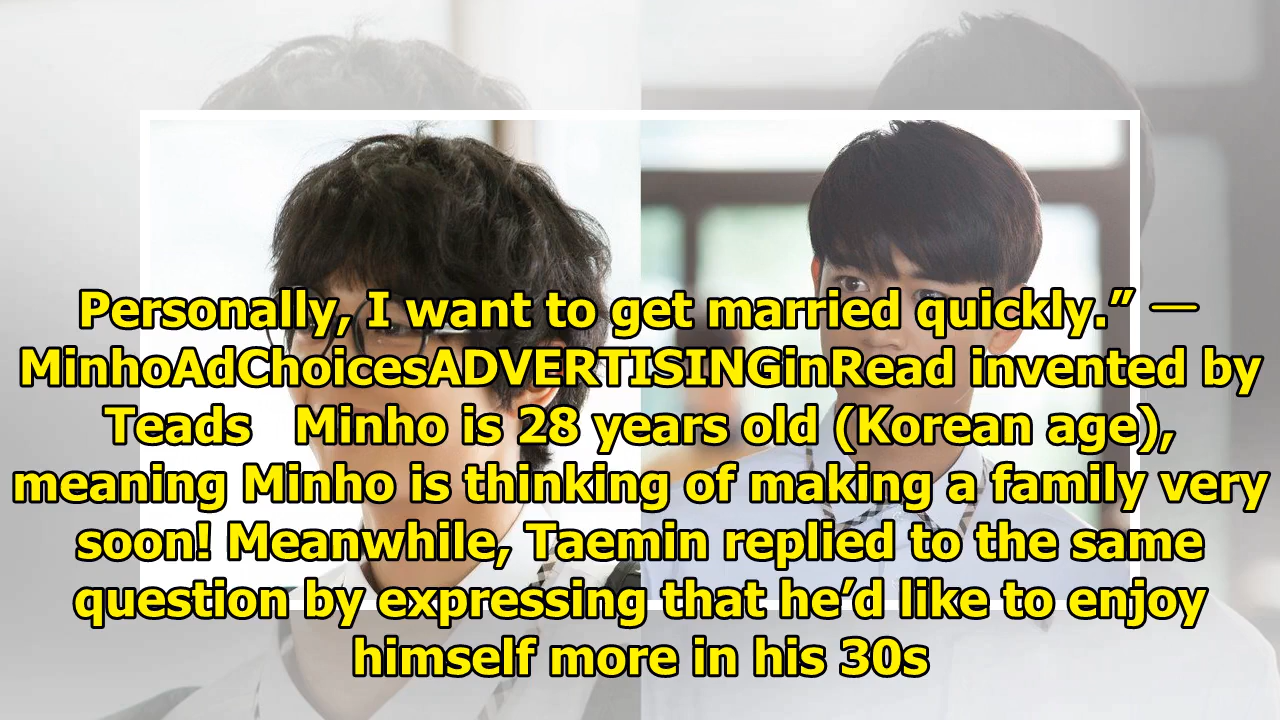 Personally, I want to get married quickly.” —
MinhoAdChoicesADVERTISINGinRead invented by
Teads   Minho is 28 years old (Korean age),
meaning Minho is thinking of making a family very
soon! Meanwhile, Taemin replied to the same
question by expressing that he’d like to enjoy
himself more in his 30s